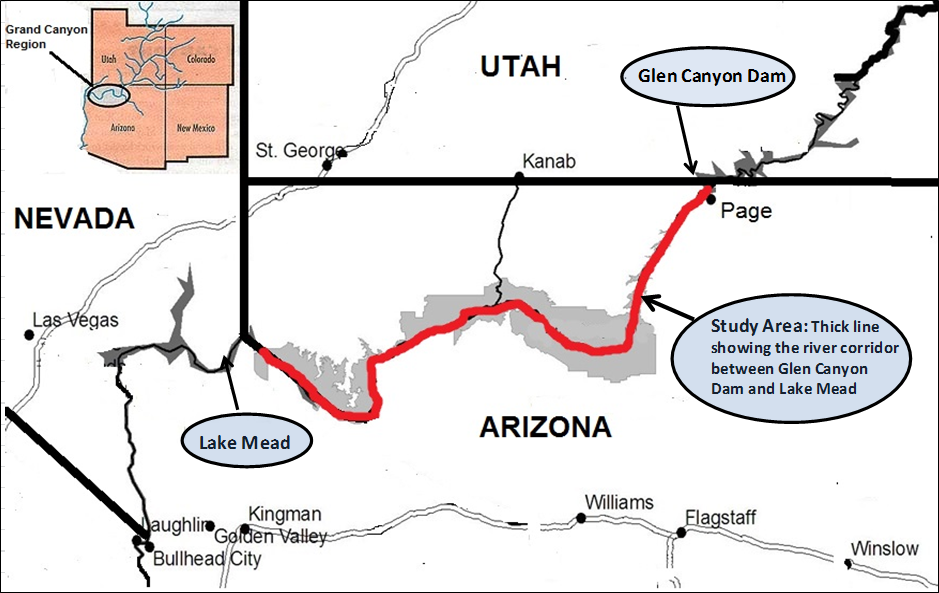 Grand Canyon
Region
Utah
Colorado
Arizona
New Mexico
UTAH
Glen Canyon Dam
St. George
Kanab
NEVADA
Page
Las Vegas
Study Area: Thick line
showing the river corridor
between Glen Canyon
Dam and Lake Mead
Lake Mead
ARIZONA
Williams
Kingman
Flagstaff
Laughlin
Golden Valley
Bullhead City
Winslow